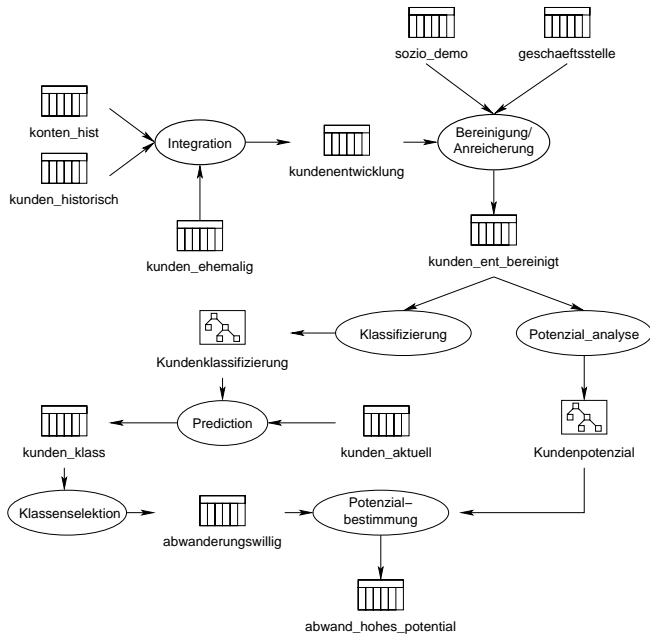 sozio_demo
geschaeftsstelle
konten_hist
Integration
Bereinigung/
Anreicherung
kundenentwicklung
kunden_historisch
kunden_ehemalig
kunden_ent_bereinigt
Klassifizierung
Potenzial_analyse
Kundenklassifizierung
Prediction
kunden_klass
kunden_aktuell
Kundenpotenzial
Klassenselektion
Potenzial–
bestimmung
abwanderungswillig
abwand_hohes_potential